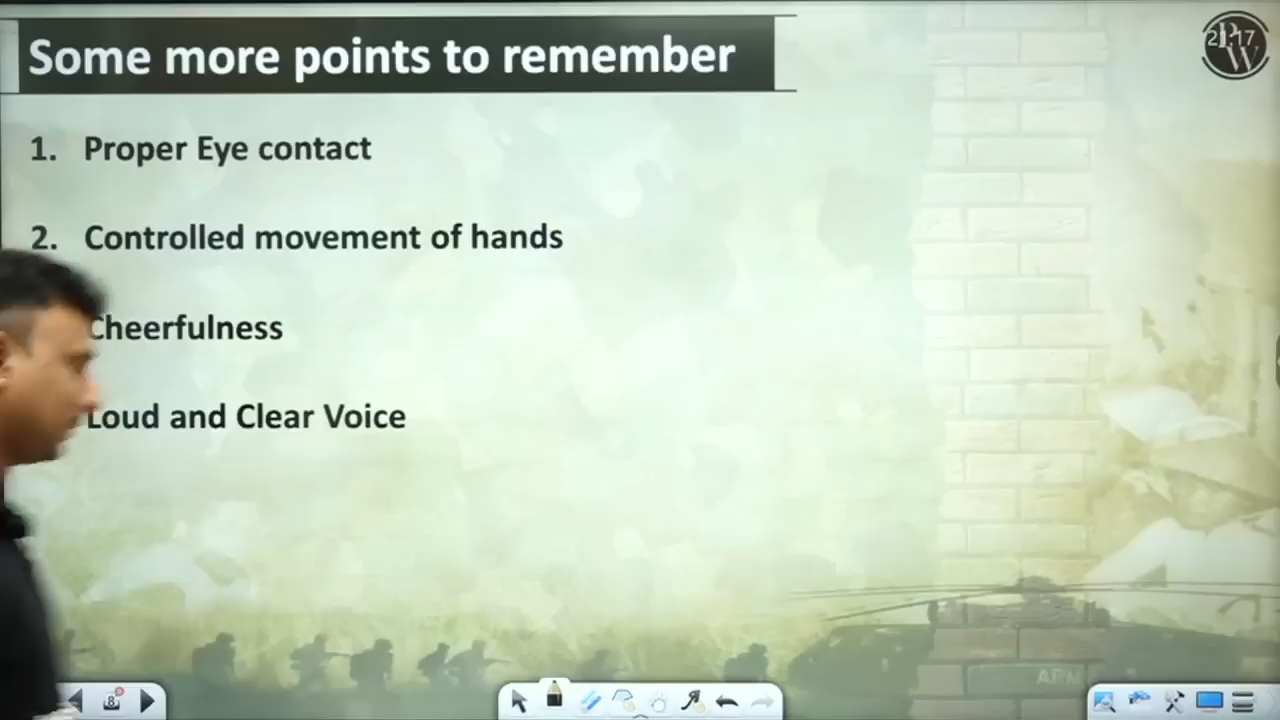 Some more points to remember
1. Proper Eye contact
2. Controlled movement of hands
Cheerfulness
Loud and Clear Voice
8